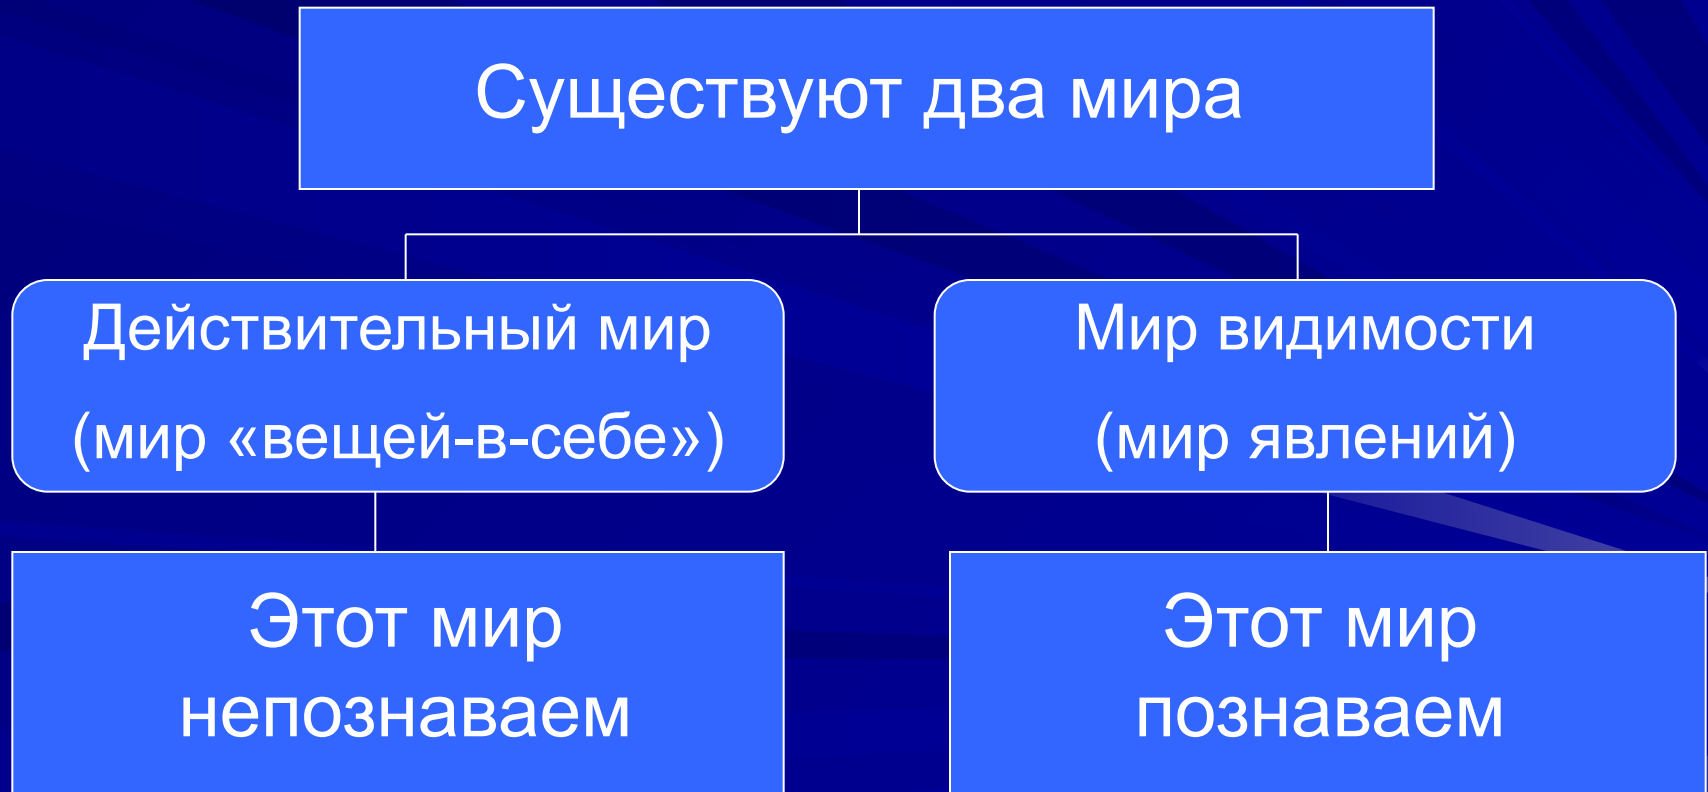 Существуют два мира
Действительный мир
(мир «вещей-в-себе»)
Мир видимости
(мир явлений)
Этот мир
непознаваем
Этот мир
познаваем